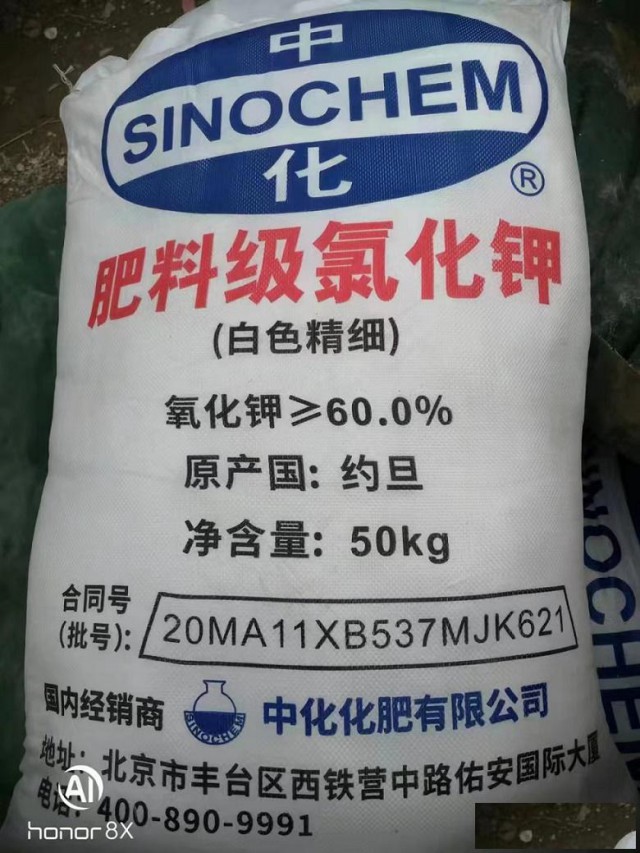 中
SINOCHEM
化
®
肥料级氯化钾
(白色精细)
氧化钾≥60.0%
原产国: 约旦
净含量: 50kg
合同号
(批号): 20MA11XB537MJK621
国内经销商 SINOCHEM 中化化肥有限公司
地址: 北京市丰台区西铁营中路佑安国际大厦
电话: 400-890-9991
AI
honor 8X
SINOCHEM